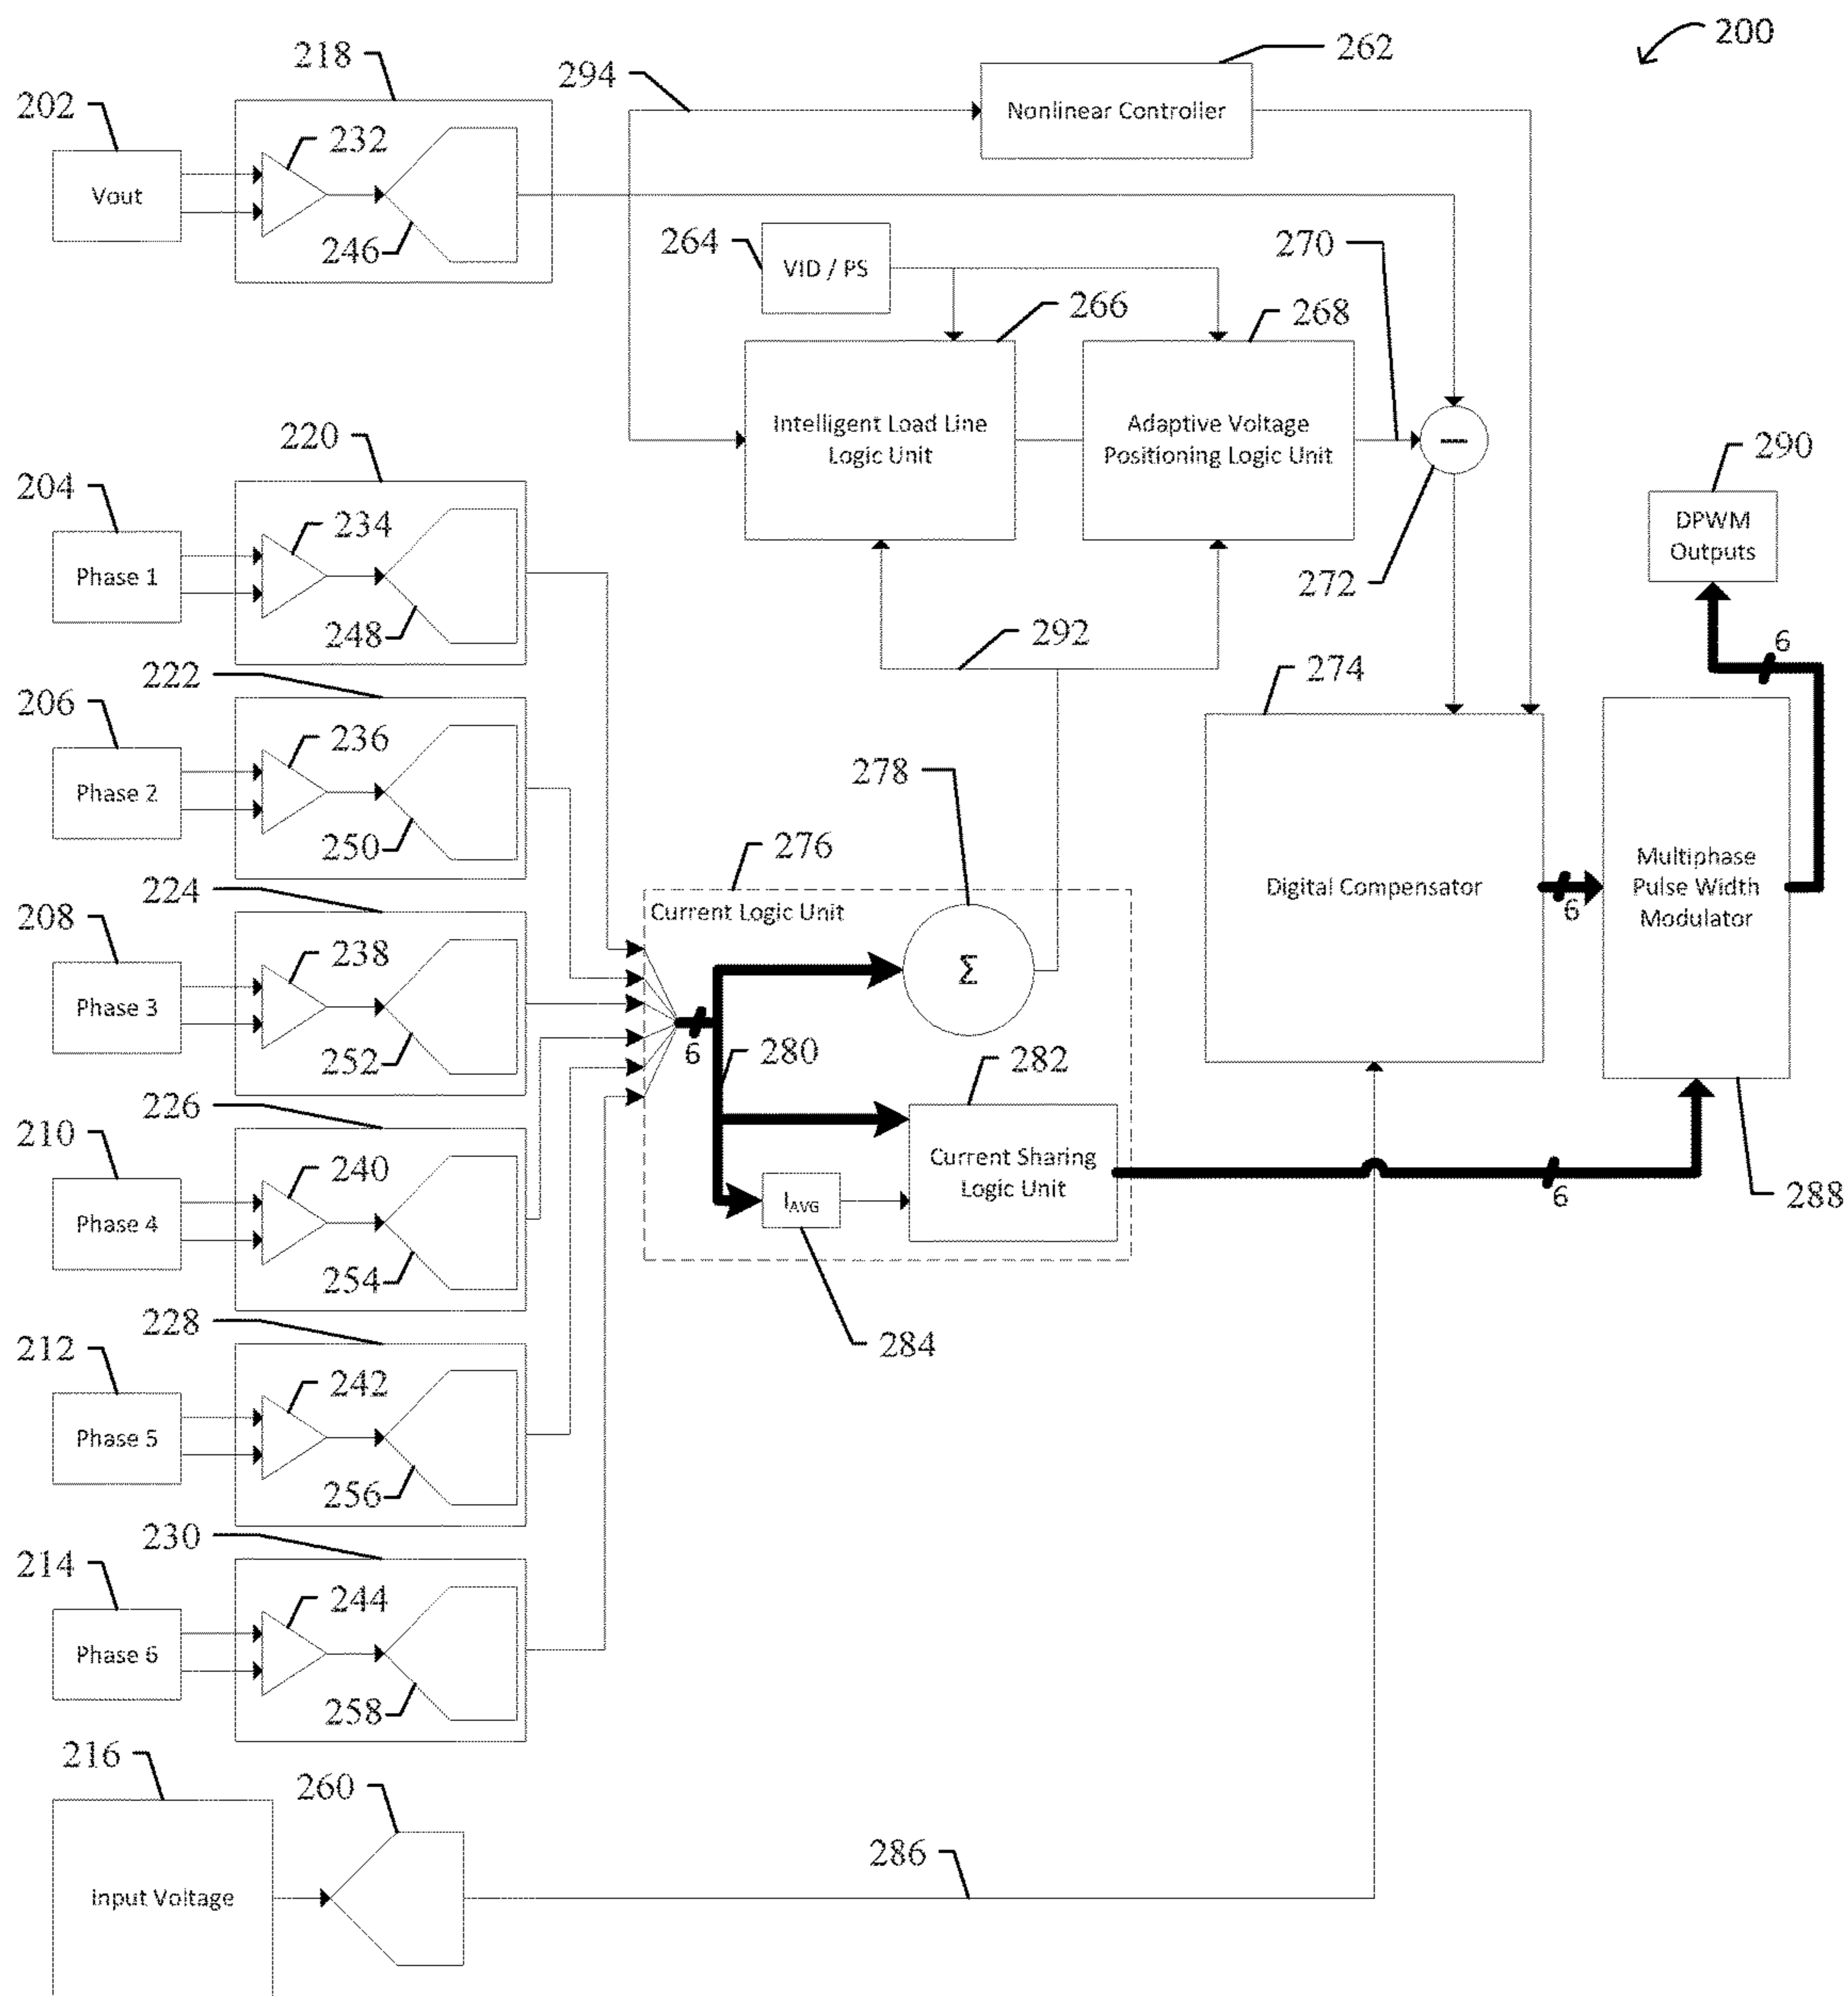 200
218
262
294
202
232
Nonlinear Controller
Vout
246
264
VID / PS
270
266
268
220
Intelligent Load Line
Logic Unit
Adaptive Voltage
Positioning Logic Unit
290
204
234
DPWM
Outputs
Phase 1
272
248
292
6
222
274
206
236
278
Phase 2
250
276
Multiphase
Pulse Width
Modulator
Digital Compensator
224
Current Logic Unit
6
208
238
Σ
Phase 3
252
6
280
282
226
210
240
Current Sharing
Logic Unit
IAVG
6
288
Phase 4
254
228
284
212
242
Phase 5
256
230
214
244
Phase 6
258
216
260
286
Input Voltage